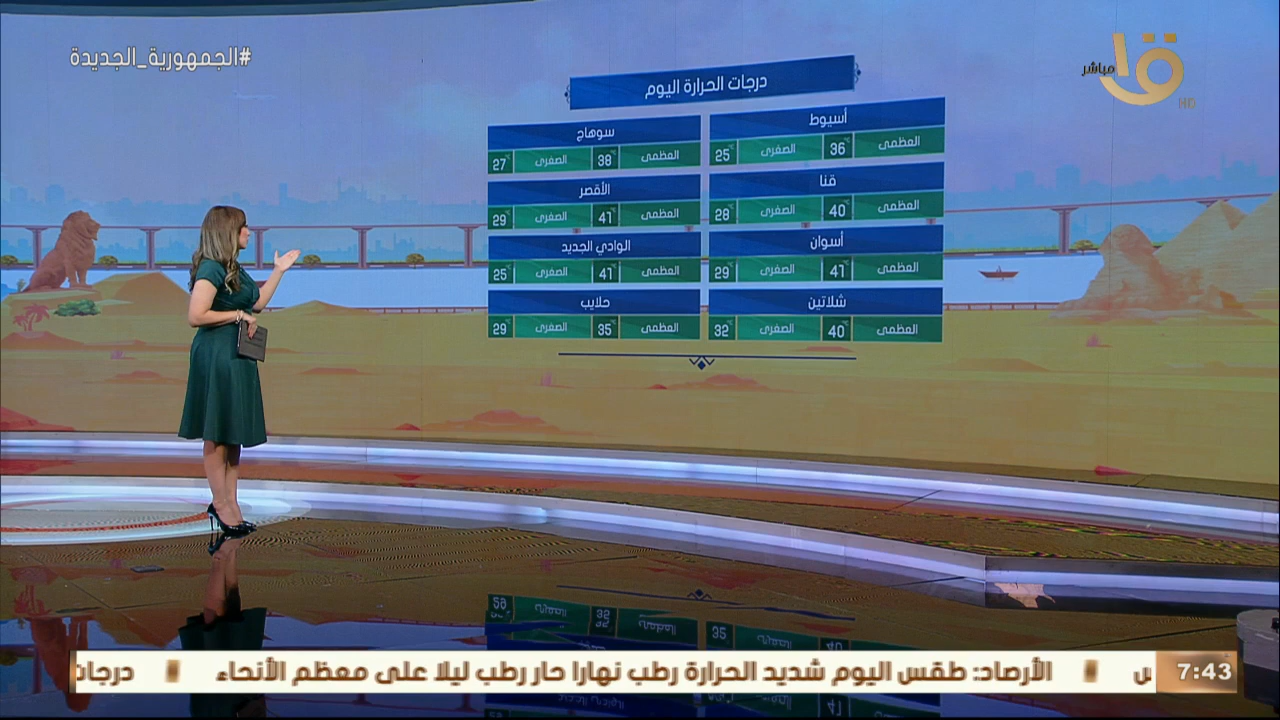 #الجمهورية_الجديدة
مباشر
HD
درجات الحرارة اليوم
أسيوط
العظمى 36 الصغرى 25
سوهاج
العظمى 38 الصغرى 27
قنا
العظمى 40 الصغرى 28
الأقصر
العظمى 41 الصغرى 29
أسوان
العظمى 41 الصغرى 29
الوادي الجديد
العظمى 41 الصغرى 25
شلاتين
العظمى 40 الصغرى 32
حلايب
العظمى 35 الصغرى 29
7:43
الأرصاد: طقس اليوم شديد الحرارة رطب نهارا حار رطب ليلا على معظم الأنحاء